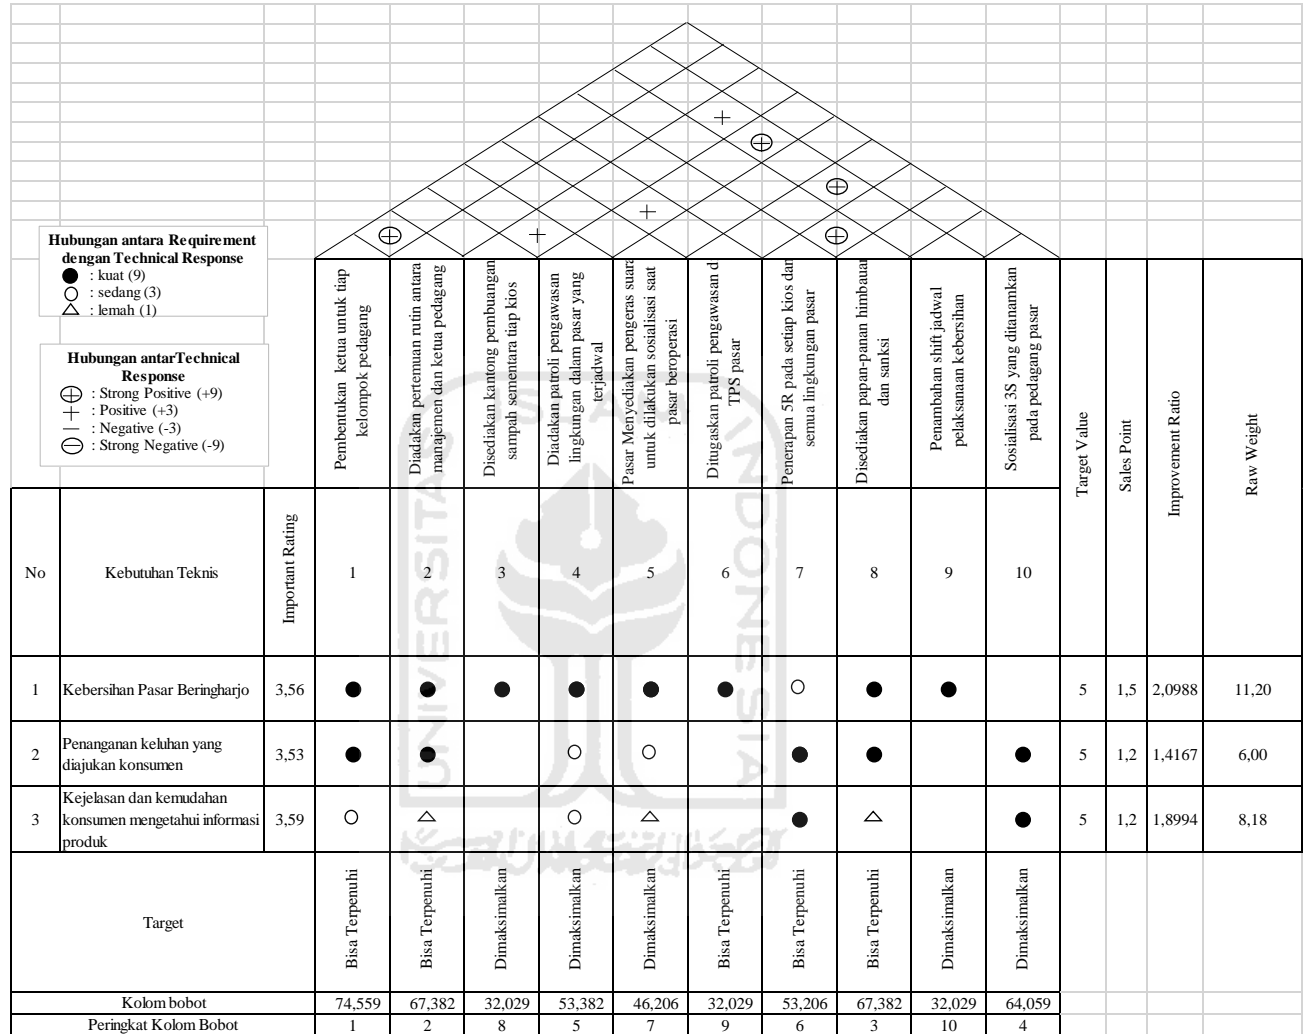 Hubungan antara Requirement
dengan Technical Response
: kuat (9)
: sedang (3)
: lemah (1)
Hubungan antarTechnical
Response
: Strong Positive (+9)
: Positive (+3)
: Negative (-3)
: Strong Negative (-9)
Pembentukan ketua untuk tiap
kelompok pedagang
Diadakan pertemuan rutin antara
manajemen dan ketua pedagang
Disediakan kantong pembuangan
sampah sementara tiap kios
Diadakan patroli pengawasan
lingkungan dalam pasar yang
terjadwal
Pasar Menyediakan pengeras suara
untuk dilakukan sosialisasi saat
pasar beroperasi
Ditugaskan patroli pengawasan d
TPS pasar
Penerapan 5R pada setiap kios dan
semua lingkungan pasar
Disediakan papan-panan himbauan
dan sanksi
Penambahan shift jadwal
pelaksanaan kebersihan
Sosialisasi 3S yang ditanamkan
pada pedagang pasar
Target Value
Sales Point
Improvement Ratio
Raw Weight
No Kebutuhan Teknis Important Rating 1 2 3 4 5 6 7 8 9 10
1 Kebersihan Pasar Beringharjo 3,56 5 1,5 2,0988 11,20
2 Penanganan keluhan yang
diajukan konsumen 3,53 5 1,2 1,4167 6,00
3 Kejelasan dan kemudahan
konsumen mengetahui informasi
produk 3,59 5 1,2 1,8994 8,18
Target Bisa Terpenuhi Bisa Terpenuhi Dimaksimalkan Dimaksimalkan Dimaksimalkan Bisa Terpenuhi Bisa Terpenuhi Bisa Terpenuhi Dimaksimalkan Dimaksimalkan
Kolom bobot 74,559 67,382 32,029 53,382 46,206 32,029 53,206 67,382 32,029 64,059
Peringkat Kolom Bobot 1 2 8 5 7 9 6 3 10 4
ISLAM
UNIVERSITAS
INDONESIA